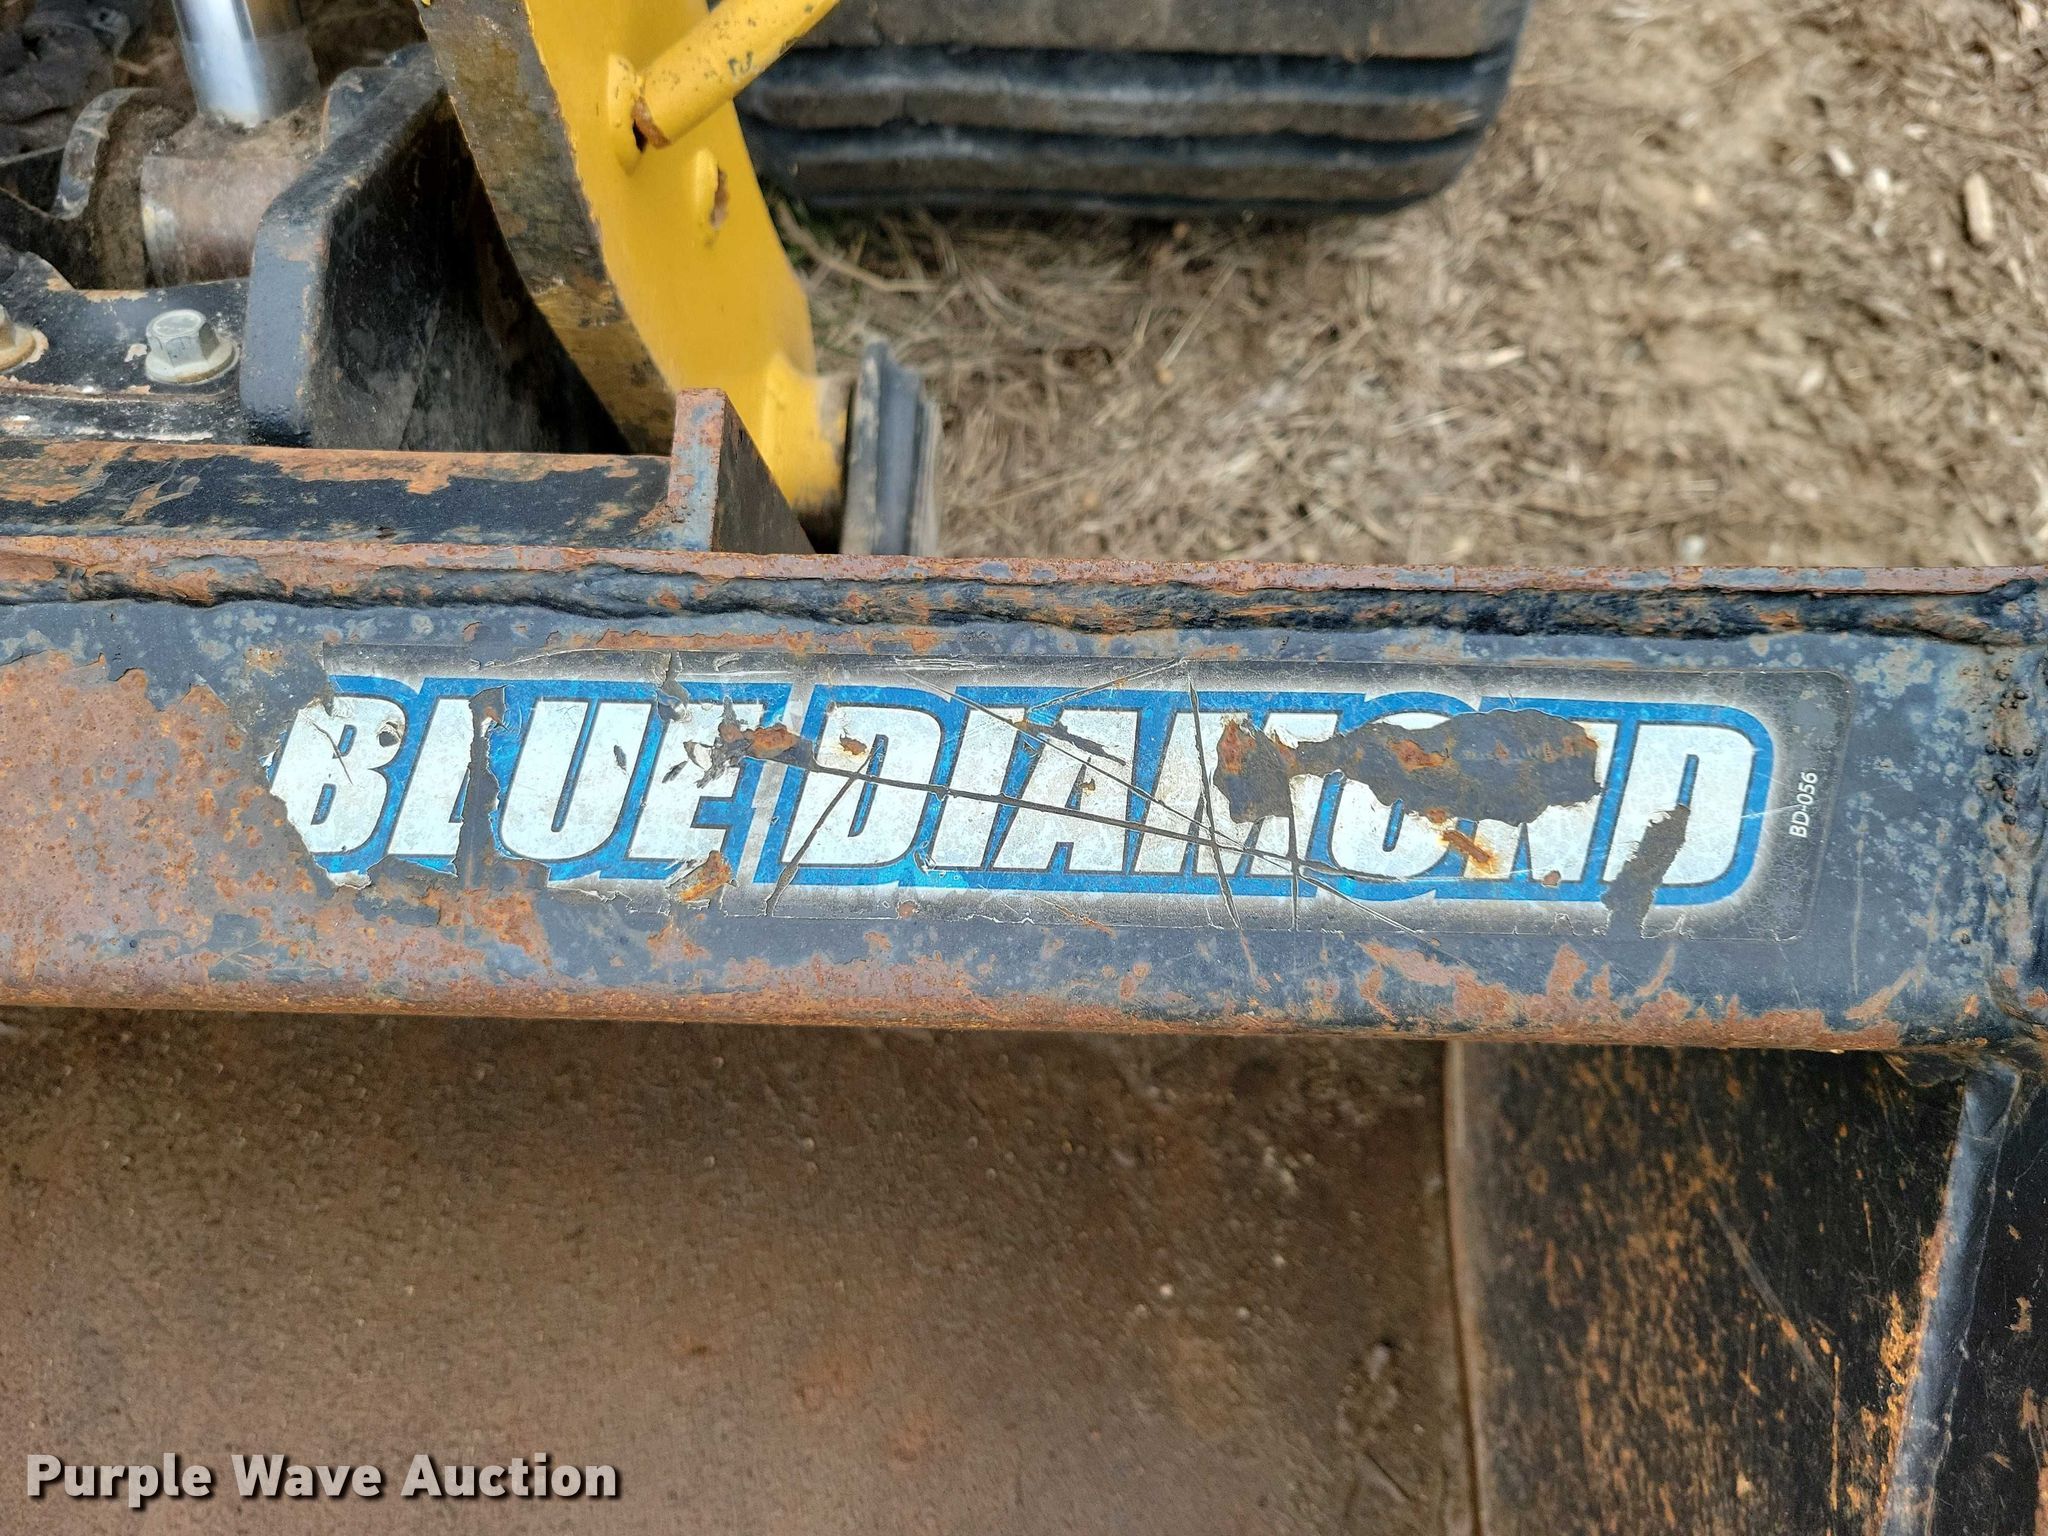 BLUE DIAMOND
BD-056
Purple Wave Auction